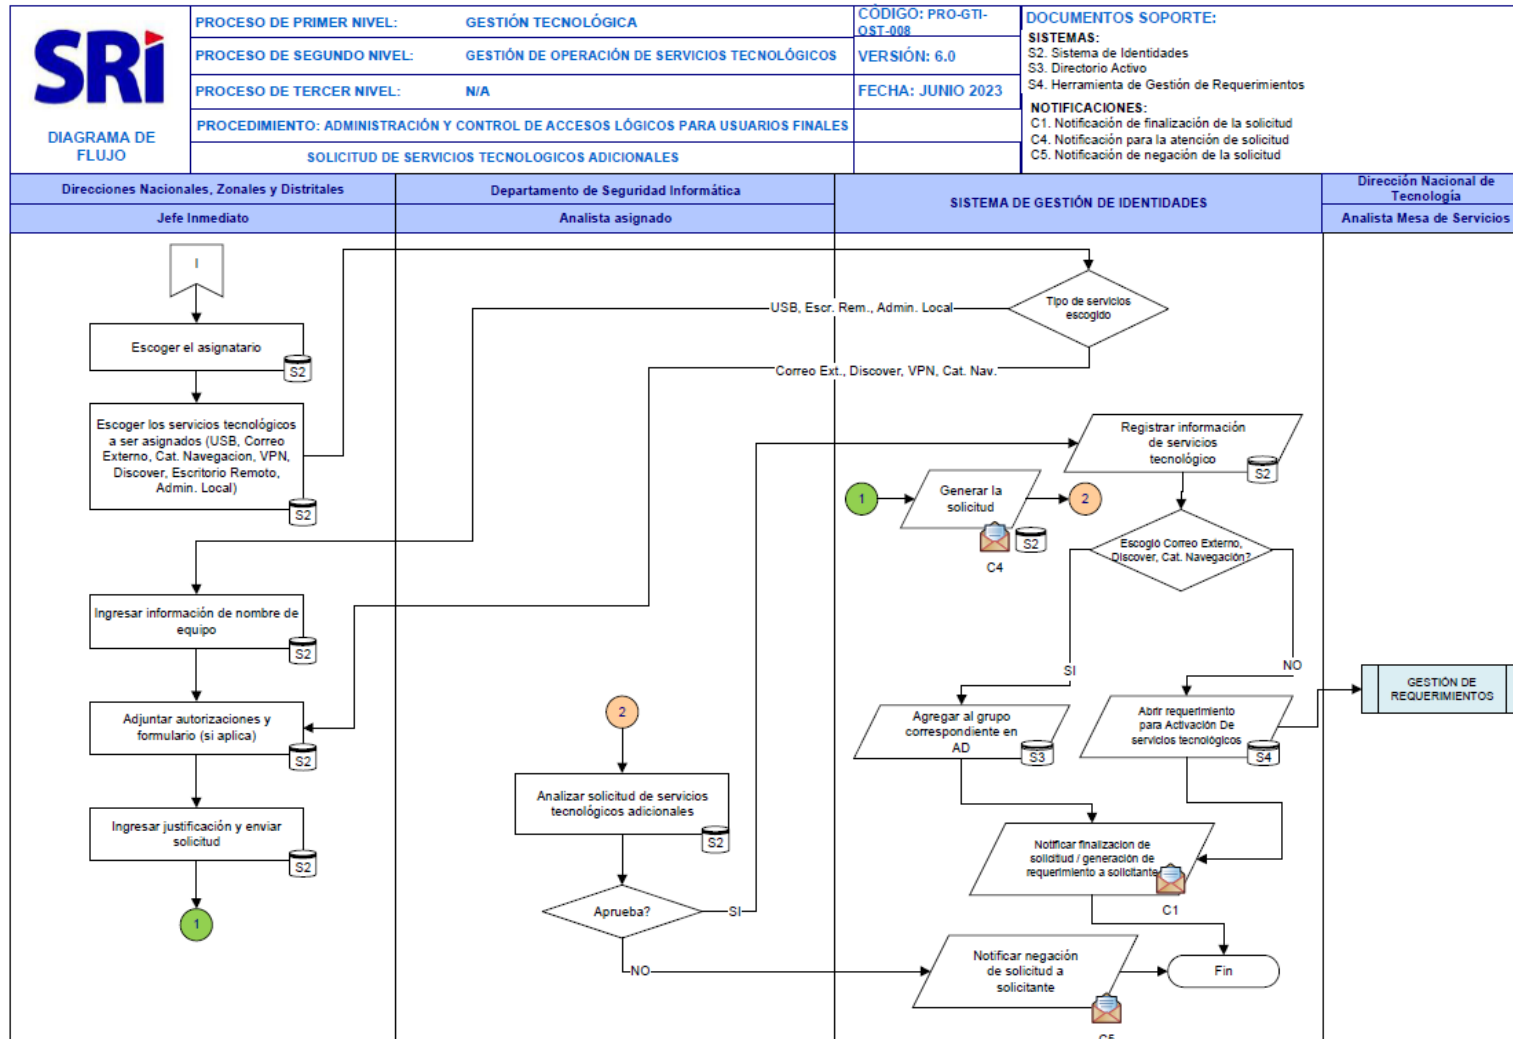 SRi
DIAGRAMA DE
FLUJO
PROCESO DE PRIMER NIVEL:
GESTIÓN TECNOLÓGICA
PROCESO DE SEGUNDO NIVEL:
GESTIÓN DE OPERACIÓN DE SERVICIOS TECNOLÓGICOS
PROCESO DE TERCER NIVEL:
N/A
PROCEDIMIENTO: ADMINISTRACIÓN Y CONTROL DE ACCESOS LÓGICOS PARA USUARIOS FINALES
SOLICITUD DE SERVICIOS TECNOLOGICOS ADICIONALES
CÓDIGO: PRO-GTI-
OST-008
VERSIÓN: 6.0
FECHA: JUNIO 2023
DOCUMENTOS SOPORTE:
SISTEMAS:
S2. Sistema de Identidades
S3. Directorio Activo
S4. Herramienta de Gestión de Requerimientos
NOTIFICACIONES:
C1. Notificación de finalización de la solicitud
C4. Notificación para la atención de solicitud
C5. Notificación de negación de la solicitud
Direcciones Nacionales, Zonales y Distritales
Jefe Inmediato
Departamento de Seguridad Informática
Analista asignado
SISTEMA DE GESTIÓN DE IDENTIDADES
Dirección Nacional de
Tecnología
Analista Mesa de Servicios
I
Escoger el asignatario
S2
Escoger los servicios tecnológicos
a ser asignados (USB, Correo
Externo, Cat. Navegacion, VPN,
Discover, Escritorio Remoto,
Admin. Local)
S2
Ingresar información de nombre de
equipo
S2
Adjuntar autorizaciones y
formulario (si aplica)
S2
Ingresar justificación y enviar
solicitud
S2
1
Tipo de servicios
escogido
USB, Escr. Rem., Admin. Local
Correo Ext., Discover, VPN, Cat. Nav.
Registrar información
de servicios
tecnológico
S2
1
Generar la
solicitud
S2
C4
2
Escogió Correo Externo,
Discover, Cat. Navegación?
SI
NO
2
Analizar solicitud de servicios
tecnológicos adicionales
S2
Aprueba?
SI
NO
Agregar al grupo
correspondiente en
AD
S3
Abrir requerimiento
para Activación De
servicios tecnológicos
S4
GESTIÓN DE
REQUERIMIENTOS
Notificar finalizacion de
solicitud / generación de
requerimiento a solicitante
C1
Notificar negación
de solicitud a
solicitante
C5
Fin